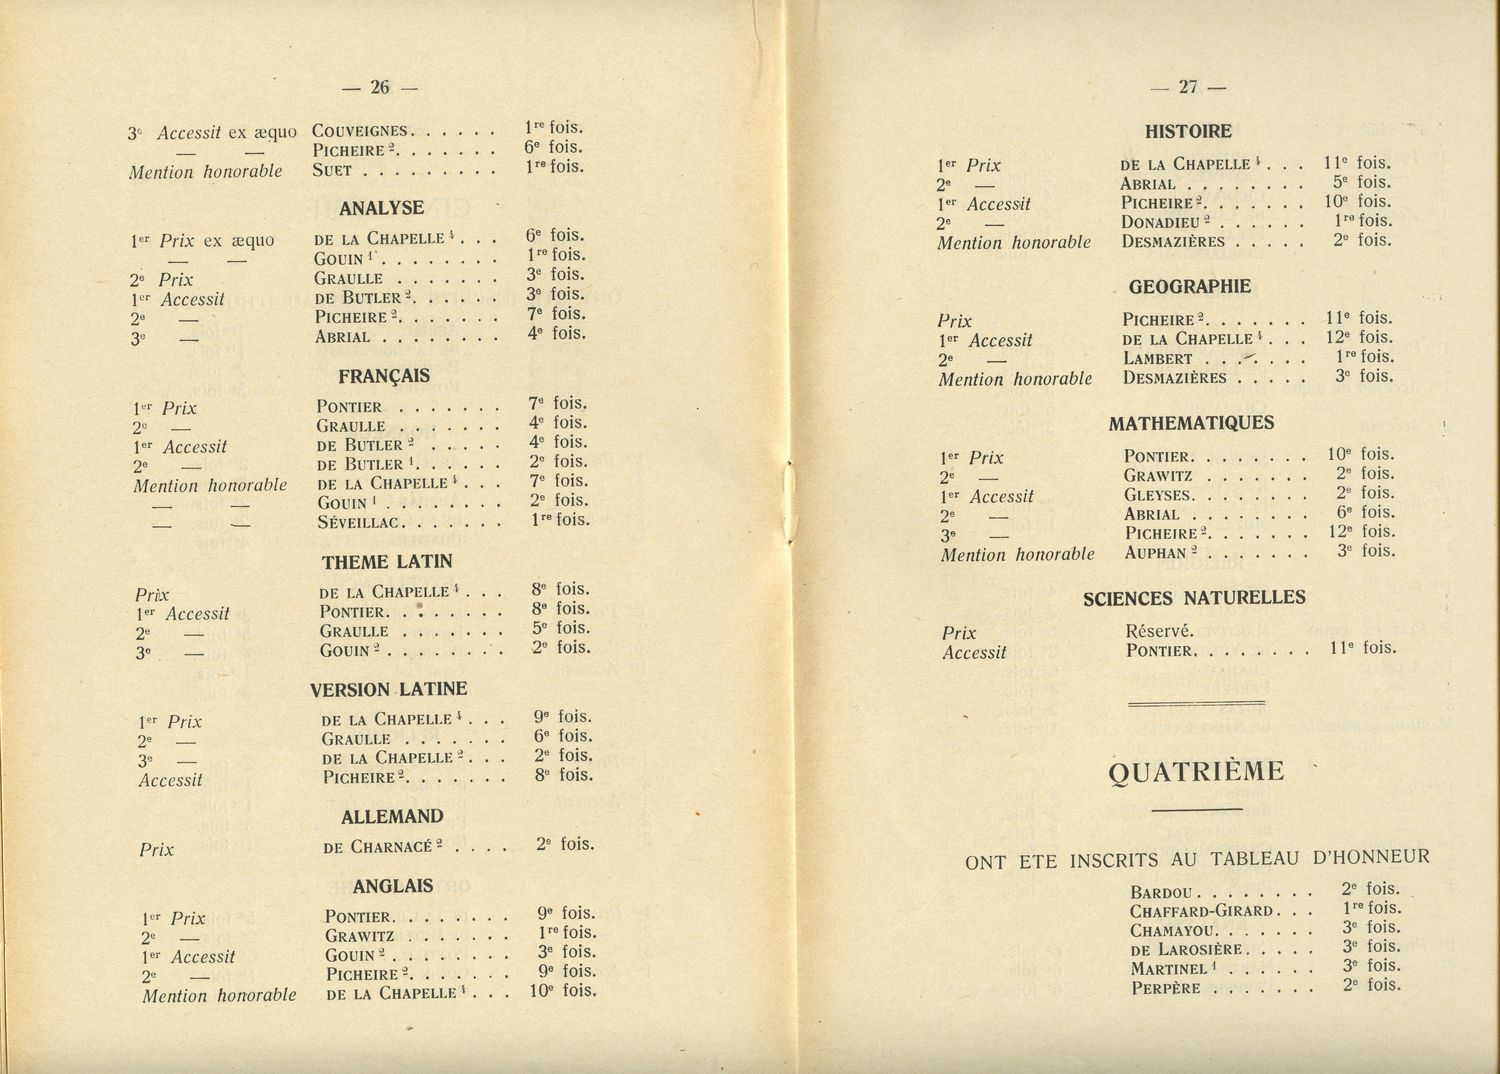 — 26 —
3e Accessit ex æquo COUVEIGNES. . . . . . 1re fois.
— — PICHEIRE 2. . . . . . . 6e fois.
Mention honorable SUET . . . . . . . . . 1re fois.
ANALYSE
1er Prix ex æquo DE LA CHAPELLE 4 . . . 6e fois.
— — GOUIN 1 . . . . . . . . 1re fois.
2e Prix GRAULLE . . . . . . . 3e fois.
1er Accessit DE BUTLER 2. . . . . . 3e fois.
2e — PICHEIRE 2. . . . . . . 7e fois.
3e — ABRIAL . . . . . . . . 4e fois.
FRANÇAIS
1er Prix PONTIER . . . . . . . 7e fois.
2e — GRAULLE . . . . . . . 4e fois.
1er Accessit DE BUTLER 2 . . . . . 4e fois.
2e — DE BUTLER 1. . . . . . 2e fois.
Mention honorable DE LA CHAPELLE 4 . . . 7e fois.
— — GOUIN 1 . . . . . . . . 2e fois.
— — SÉVEILLAC. . . . . . . 1re fois.
THEME LATIN
Prix DE LA CHAPELLE 4 . . . 8e fois.
1er Accessit PONTIER. . . . . . . . 8e fois.
2e — GRAULLE . . . . . . . 5e fois.
3e — GOUIN 2 . . . . . . . . 2e fois.
VERSION LATINE
1er Prix DE LA CHAPELLE 4 . . . 9e fois.
2e — GRAULLE . . . . . . . 6e fois.
3e — DE LA CHAPELLE 2. . . 2e fois.
Accessit PICHEIRE 2. . . . . . . 8e fois.
ALLEMAND
Prix DE CHARNACÉ 2 . . . . 2e fois.
ANGLAIS
1er Prix PONTIER. . . . . . . . 9e fois.
2e — GRAWITZ . . . . . . . 1re fois.
1er Accessit GOUIN 2 . . . . . . . . 3e fois.
2e — PICHEIRE 2. . . . . . . 9e fois.
Mention honorable DE LA CHAPELLE 4 . . . 10e fois.
— 27 —
HISTOIRE
1er Prix DE LA CHAPELLE 4 . . . 11e fois.
2e — ABRIAL . . . . . . . . 5e fois.
1er Accessit PICHEIRE 2. . . . . . . 10e fois.
2e — DONADIEU 2 . . . . . . 1re fois.
Mention honorable DESMAZIÈRES . . . . . 2e fois.
GEOGRAPHIE
Prix PICHEIRE 2. . . . . . . 11e fois.
1er Accessit DE LA CHAPELLE 4 . . . 12e fois.
2e — LAMBERT . . . . . . . 1re fois.
Mention honorable DESMAZIÈRES . . . . . 3e fois.
MATHEMATIQUES
1er Prix PONTIER. . . . . . . . 10e fois.
2e — GRAWITZ . . . . . . . 2e fois.
1er Accessit GLEYSES. . . . . . . . 2e fois.
2e — ABRIAL . . . . . . . . 6e fois.
3e — PICHEIRE 2. . . . . . . 12e fois.
Mention honorable AUPHAN 2 . . . . . . . 3e fois.
SCIENCES NATURELLES
Prix Réservé.
Accessit PONTIER. . . . . . . . 11e fois.
QUATRIÈME
ONT ETE INSCRITS AU TABLEAU D'HONNEUR
BARDOU . . . . . . . . 2e fois.
CHAFFARD-GIRARD . . . 1re fois.
CHAMAYOU. . . . . . . 3e fois.
DE LAROSIÈRE. . . . . 3e fois.
MARTINEL 1 . . . . . . 3e fois.
PERPÈRE . . . . . . . 2e fois.